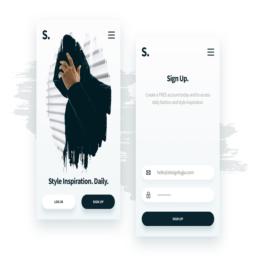 S.
Style Inspiration. Daily.
LOG IN
SIGN UP
S.
Sign Up.
Create a FREE account today and to access
daily fashion and style inspiration
hello@designhugja.com
SIGN UP